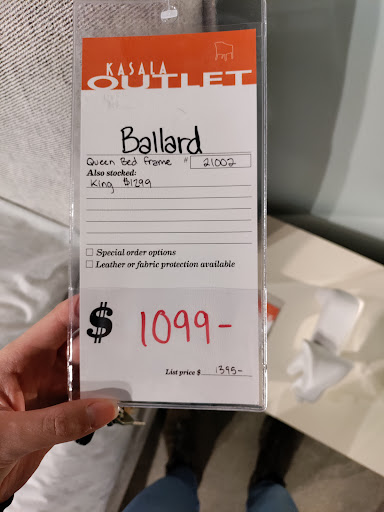 KASALA
OUTLET
Ballard
Queen Bed Frame # 21002
Also stocked:
King $1299
Special order options
Leather or fabric protection available
$ 1099-
List price $ 1395-